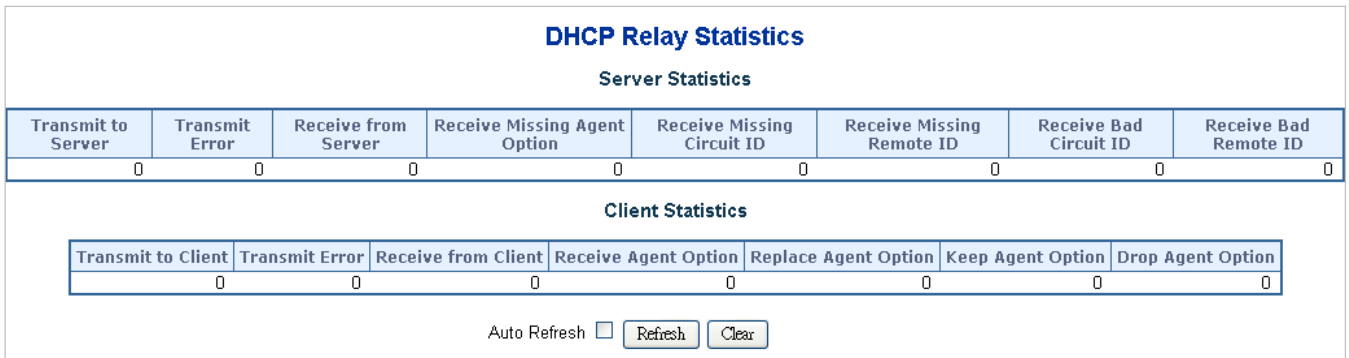 DHCP Relay Statistics
Server Statistics
Transmit to Server Transmit Error Receive from Server Receive Missing Agent Option Receive Missing Circuit ID Receive Missing Remote ID Receive Bad Circuit ID Receive Bad Remote ID
0 0 0 0 0 0 0 0
Client Statistics
Transmit to Client Transmit Error Receive from Client Receive Agent Option Replace Agent Option Keep Agent Option Drop Agent Option
0 0 0 0 0 0 0
Auto Refresh Refresh Clear